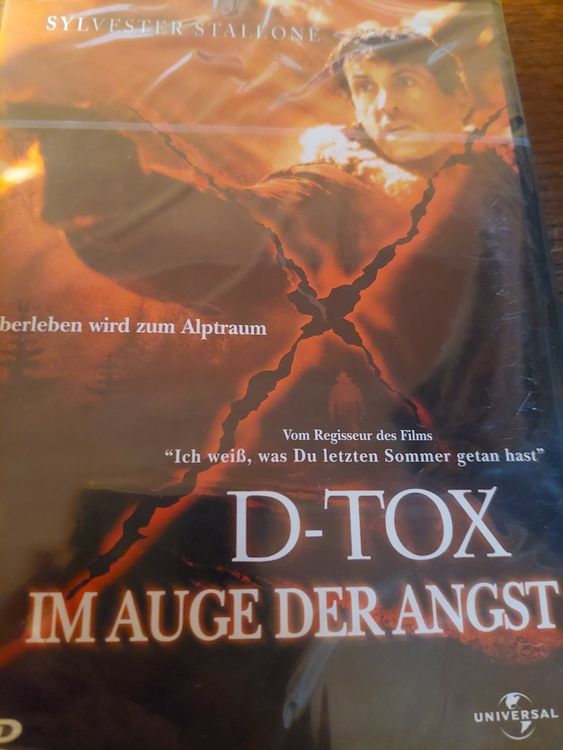 SYLVESTER STALLONE
berleben wird zum Alptraum
Vom Regisseur des Films
"Ich weiß, was Du letzten Sommer getan hast"
D-TOX
IM AUGE DER ANGST
UNIVERSAL